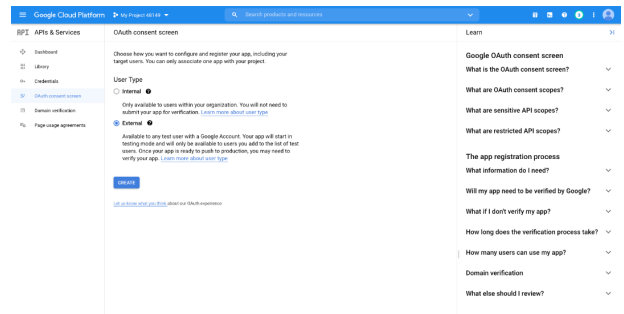 Google Cloud Platform
My Project 48149
Search products and resources
API APIs & Services
Dashboard
Library
Credentials
OAuth consent screen
Domain verification
Page usage agreements
OAuth consent screen
Choose how you want to configure and register your app, including your
target users. You can only associate one app with your project.
User Type
Internal
Only available to users within your organization. You will not need to
submit your app for verification. Learn more about user type
External
Available to any test user with a Google Account. Your app will start in
testing mode and will only be available to users you add to the list of test
users. Once your app is ready to push to production, you may need to
verify your app. Learn more about user type
CREATE
Let us know what you think about our OAuth experience
Learn
Google OAuth consent screen
What is the OAuth consent screen?
What are OAuth consent scopes?
What are sensitive API scopes?
What are restricted API scopes?
The app registration process
What information do I need?
Will my app need to be verified by Google?
What if I don't verify my app?
How long does the verification process take?
How many users can use my app?
Domain verification
What else should I review?